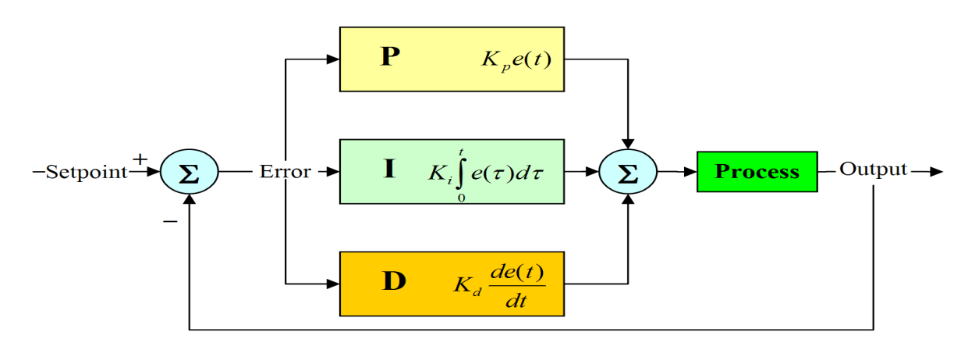 P K_p e(t)
Setpoint + Σ Error I K_i ∫_0^t e(τ)dτ Σ Process Output
−
D K_d de(t)/dt